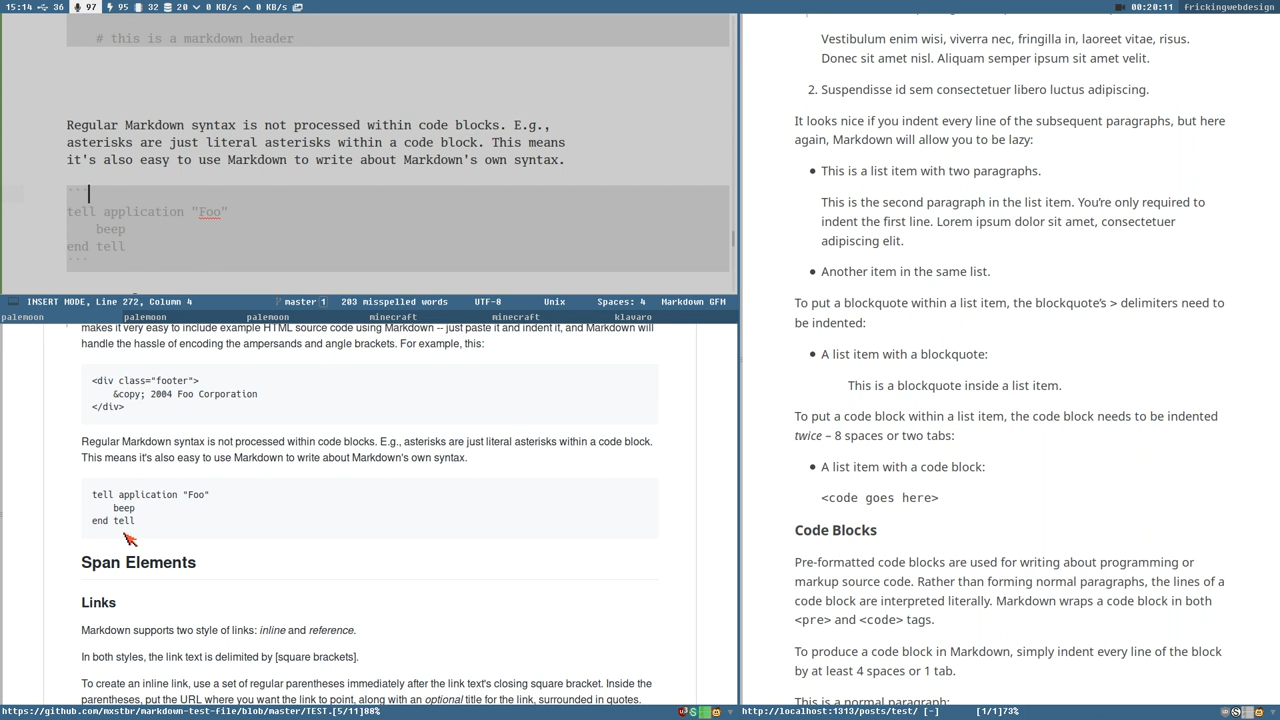 15:14 36 97 95 32 20 0 KB/s 0 KB/s 00:20:11 frickingwebdesign
# this is a markdown header
Regular Markdown syntax is not processed within code blocks. E.g.,
asterisks are just literal asterisks within a code block. This means
it's also easy to use Markdown to write about Markdown's own syntax.
```
tell application "Foo"
    beep
end tell
```
INSERT MODE, Line 272, Column 4 master 1 203 misspelled words UTF-8 Unix Spaces: 4 Markdown GFM
palemoon palemoon palemoon minecraft minecraft klavaro
makes it very easy to include example HTML source code using Markdown -- just paste it and indent it, and Markdown will
handle the hassle of encoding the ampersands and angle brackets. For example, this:
<div class="footer">
    &copy; 2004 Foo Corporation
</div>
Regular Markdown syntax is not processed within code blocks. E.g., asterisks are just literal asterisks within a code block.
This means it's also easy to use Markdown to write about Markdown's own syntax.
tell application "Foo"
    beep
end tell
Span Elements
Links
Markdown supports two style of links: inline and reference.
In both styles, the link text is delimited by [square brackets].
To create an inline link, use a set of regular parentheses immediately after the link text's closing square bracket. Inside the
parentheses, put the URL where you want the link to point, along with an optional title for the link, surrounded in quotes.
https://github.com/mxstbr/markdown-test-file/blob/master/TEST.[5/11]88%
Vestibulum enim wisi, viverra nec, fringilla in, laoreet vitae, risus.
Donec sit amet nisl. Aliquam semper ipsum sit amet velit.
2. Suspendisse id sem consectetuer libero luctus adipiscing.
It looks nice if you indent every line of the subsequent paragraphs, but here
again, Markdown will allow you to be lazy:
• This is a list item with two paragraphs.
This is the second paragraph in the list item. You’re only required to
indent the first line. Lorem ipsum dolor sit amet, consectetuer
adipiscing elit.
• Another item in the same list.
To put a blockquote within a list item, the blockquote’s > delimiters need to
be indented:
• A list item with a blockquote:
This is a blockquote inside a list item.
To put a code block within a list item, the code block needs to be indented
twice – 8 spaces or two tabs:
• A list item with a code block:
<code goes here>
Code Blocks
Pre-formatted code blocks are used for writing about programming or
markup source code. Rather than forming normal paragraphs, the lines of a
code block are interpreted literally. Markdown wraps a code block in both
<pre> and <code> tags.
To produce a code block in Markdown, simply indent every line of the block
by at least 4 spaces or 1 tab.
This is a normal paragraph:
http://localhost:1313/posts/test/ [-] [1/1]73%